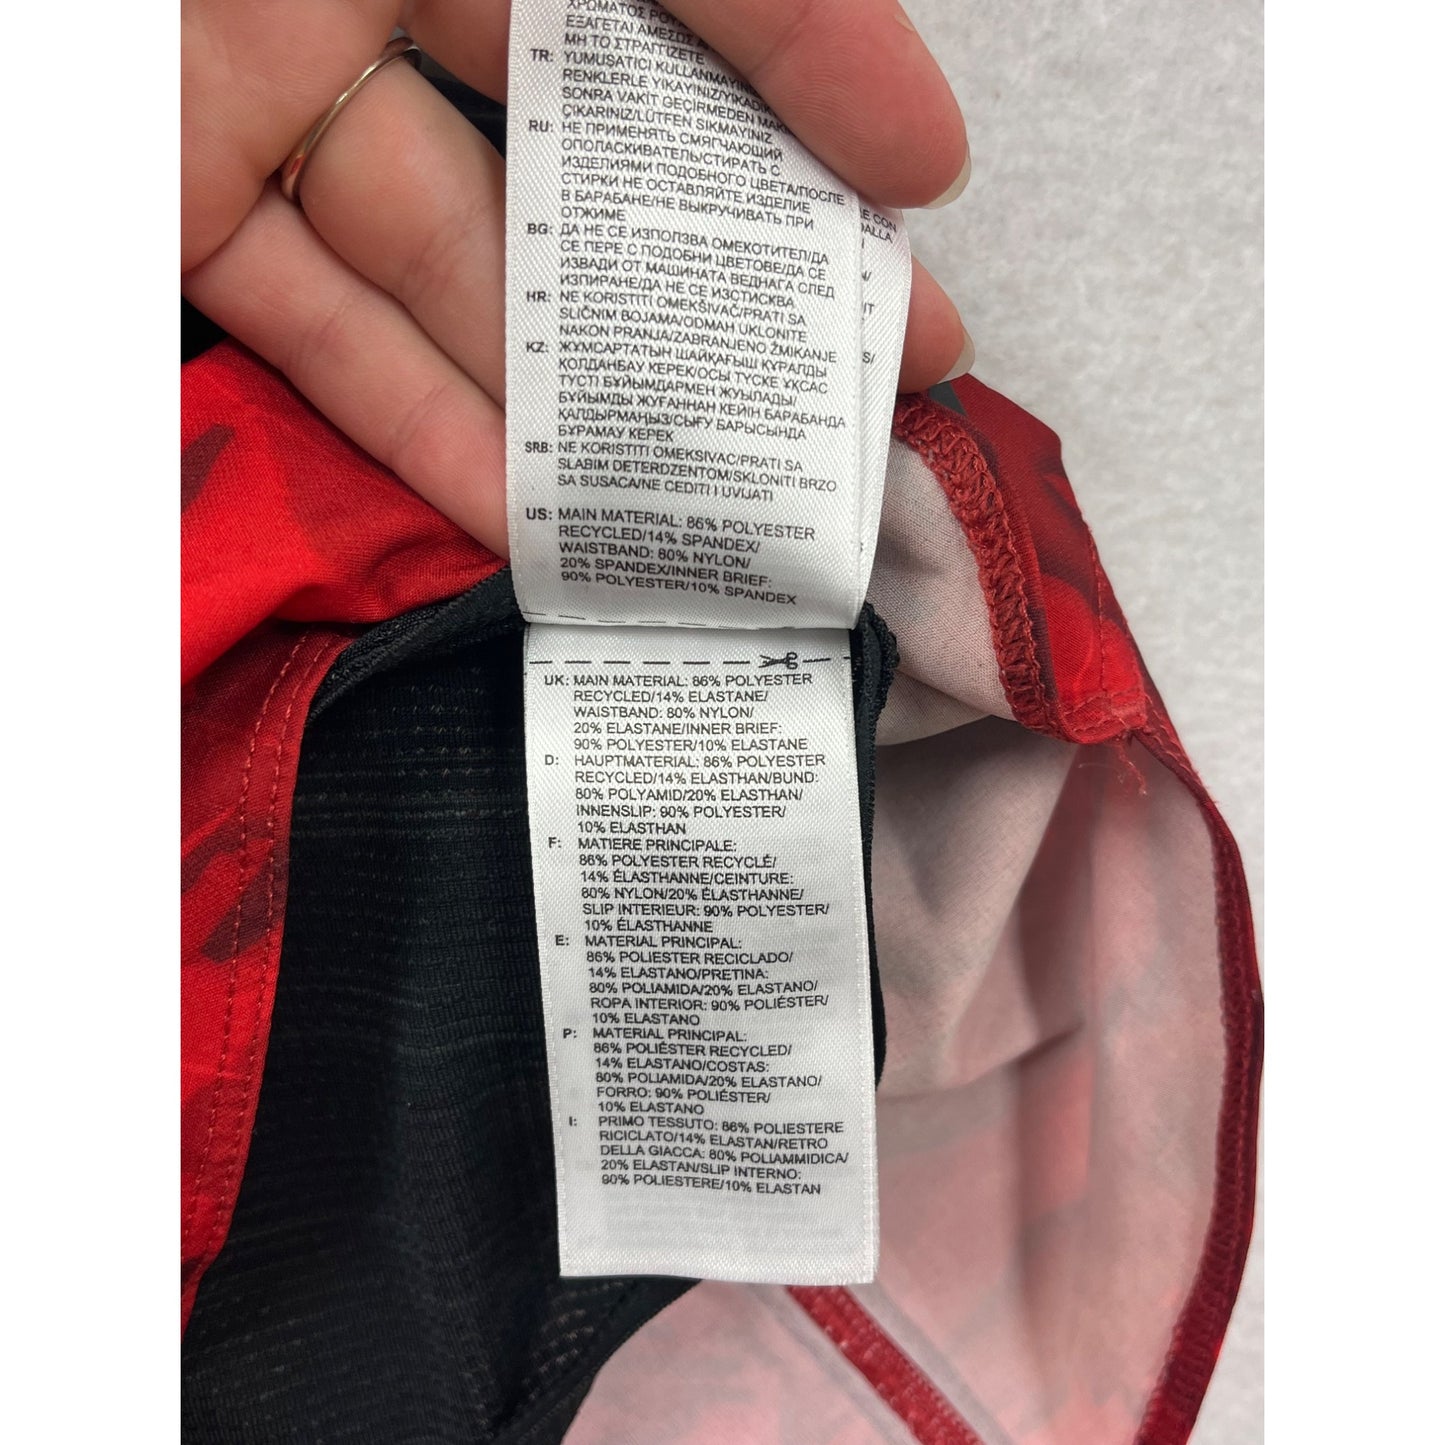 ΧΡΩΜΑΤΟΣ
ΕΞΑΓΕΤΑΙ ΑΜΕΣΩΣ
ΜΗ ΤΟ ΣΤΡΑΓΓΙΖΕΤΕ
TR: YUMUSATICI KULLANMAYIN
RENKLERLE YIKAYINIZ/YIKADIK
SONRA VAKIT GEÇIRMEDEN MAK
ÇIKARINIZ/LÜTFEN SIKMAYINIZ
RU: НЕ ПРИМЕНЯТЬ СМЯГЧАЮЩИЙ
ОПОЛАСКИВАТЕЛЬ/СТИРАТЬ С
ИЗДЕЛИЯМИ ПОДОБНОГО ЦВЕТА/ПОСЛЕ
СТИРКИ НЕ ОСТАВЛЯЙТЕ ИЗДЕЛИЕ
В БАРАБАНЕ/НЕ ВЫКРУЧИВАТЬ ПРИ
ОТЖИМЕ
BG: ДА НЕ СЕ ИЗПОЛЗВА ОМЕКОТИТЕЛ/ДА
СЕ ПЕРЕ С ПОДОБНИ ЦВЕТОВЕ/ДА СЕ
ИЗВАДИ ОТ МАШИНАТА ВЕДНАГА СЛЕД
ИЗПИРАНЕ/ДА НЕ СЕ ИЗСТИСКВА
HR: NE KORISTITI OMEKŠIVAČ/PRATI SA
SLIČNIM BOJAMA/ODMAH UKLONITE
NAKON PRANJA/ZABRANJENO ŽMIKANJE
KZ: ЖҰМСАРТАТЫН ШАЙҚАҒЫШ ҚҰРАЛДЫ
ҚОЛДАНБАУ КЕРЕК/ОСЫ ТҮСКЕ ҰҚСАС
ТҮСТІ БҰЙЫМДАРМЕН ЖУЫЛАДЫ/
БҰЙЫМДЫ ЖУҒАННАН КЕЙІН БАРАБАНДА
ҚАЛДЫРМАҢЫЗ/СЫҒУ БАРЫСЫНДА
БҰРАМАУ КЕРЕК
SRB: NE KORISTITI OMEKSIVAC/PRATI SA
SLABIM DETERDZENTOM/SKLONITI BRZO
SA SUSACA/NE CEDITI I UVIJATI
US: MAIN MATERIAL: 86% POLYESTER
RECYCLED/14% SPANDEX/
WAISTBAND: 80% NYLON/
20% SPANDEX/INNER BRIEF:
90% POLYESTER/10% SPANDEX
UK: MAIN MATERIAL: 86% POLYESTER
RECYCLED/14% ELASTANE/
WAISTBAND: 80% NYLON/
20% ELASTANE/INNER BRIEF:
90% POLYESTER/10% ELASTANE
D: HAUPTMATERIAL: 86% POLYESTER
RECYCLED/14% ELASTHAN/BUND:
80% POLYAMID/20% ELASTHAN/
INNENSLIP: 90% POLYESTER/
10% ELASTHAN
F: MATIERE PRINCIPALE:
86% POLYESTER RECYCLÉ/
14% ÉLASTHANNE/CEINTURE:
80% NYLON/20% ÉLASTHANNE/
SLIP INTERIEUR: 90% POLYESTER/
10% ÉLASTHANNE
E: MATERIAL PRINCIPAL:
86% POLIESTER RECICLADO/
14% ELASTANO/PRETINA:
80% POLIAMIDA/20% ELASTANO/
ROPA INTERIOR: 90% POLIÉSTER/
10% ELASTANO
P: MATERIAL PRINCIPAL:
86% POLIÉSTER RECYCLED/
14% ELASTANO/COSTAS:
80% POLIAMIDA/20% ELASTANO/
FORRO: 90% POLIÉSTER/
10% ELASTANO
I: PRIMO TESSUTO: 86% POLIESTERE
RICICLATO/14% ELASTAN/RETRO
DELLA GIACCA: 80% POLIAMMIDICA/
20% ELASTAN/SLIP INTERNO:
90% POLIESTERE/10% ELASTAN